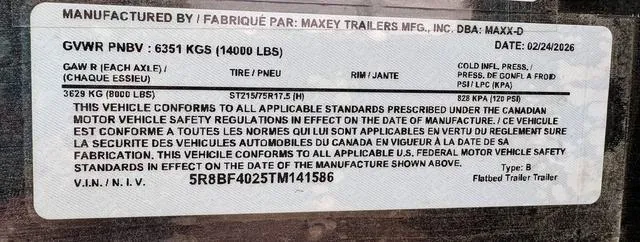 MANUFACTURED BY / FABRIQUÉ PAR: MAXEY TRAILERS MFG., INC. DBA: MAXX-D
GVWR PNBV : 6351 KGS (14000 LBS) DATE: 02/24/2026
GAW R (EACH AXLE) / (CHAQUE ESSIEU) TIRE / PNEU RIM / JANTE COLD INFL. PRESS. / PRESS. DE GONFL A FROID PSI / LPC (KPA)
3629 KG (8000 LBS) ST215/75R17.5 (H) 828 KPA (120 PSI)
THIS VEHICLE CONFORMS TO ALL APPLICABLE STANDARDS PRESCRIBED UNDER THE CANADIAN
MOTOR VEHICLE SAFETY REGULATIONS IN EFFECT ON THE DATE OF MANUFACTURE. / CE VEHICULE
EST CONFORME A TOUTES LES NORMES QUI LUI SONT APPLICABLES EN VERTU DU REGLEMENT SURE
LA SECURITE DES VEHICULES AUTOMOBILES DU CANADA EN VIGUEUR À LA DATE DE SA
FABRICATION. THIS VEHICLE CONFORMS TO ALL APPLICABLE U.S. FEDERAL MOTOR VEHICLE SAFETY
STANDARDS IN EFFECT ON THE DATE OF THE MANUFACTURE SHOWN ABOVE.
V.I.N. / N. I. V. 5R8BF4025TM141586 Type: B
Flatbed Trailer Trailer